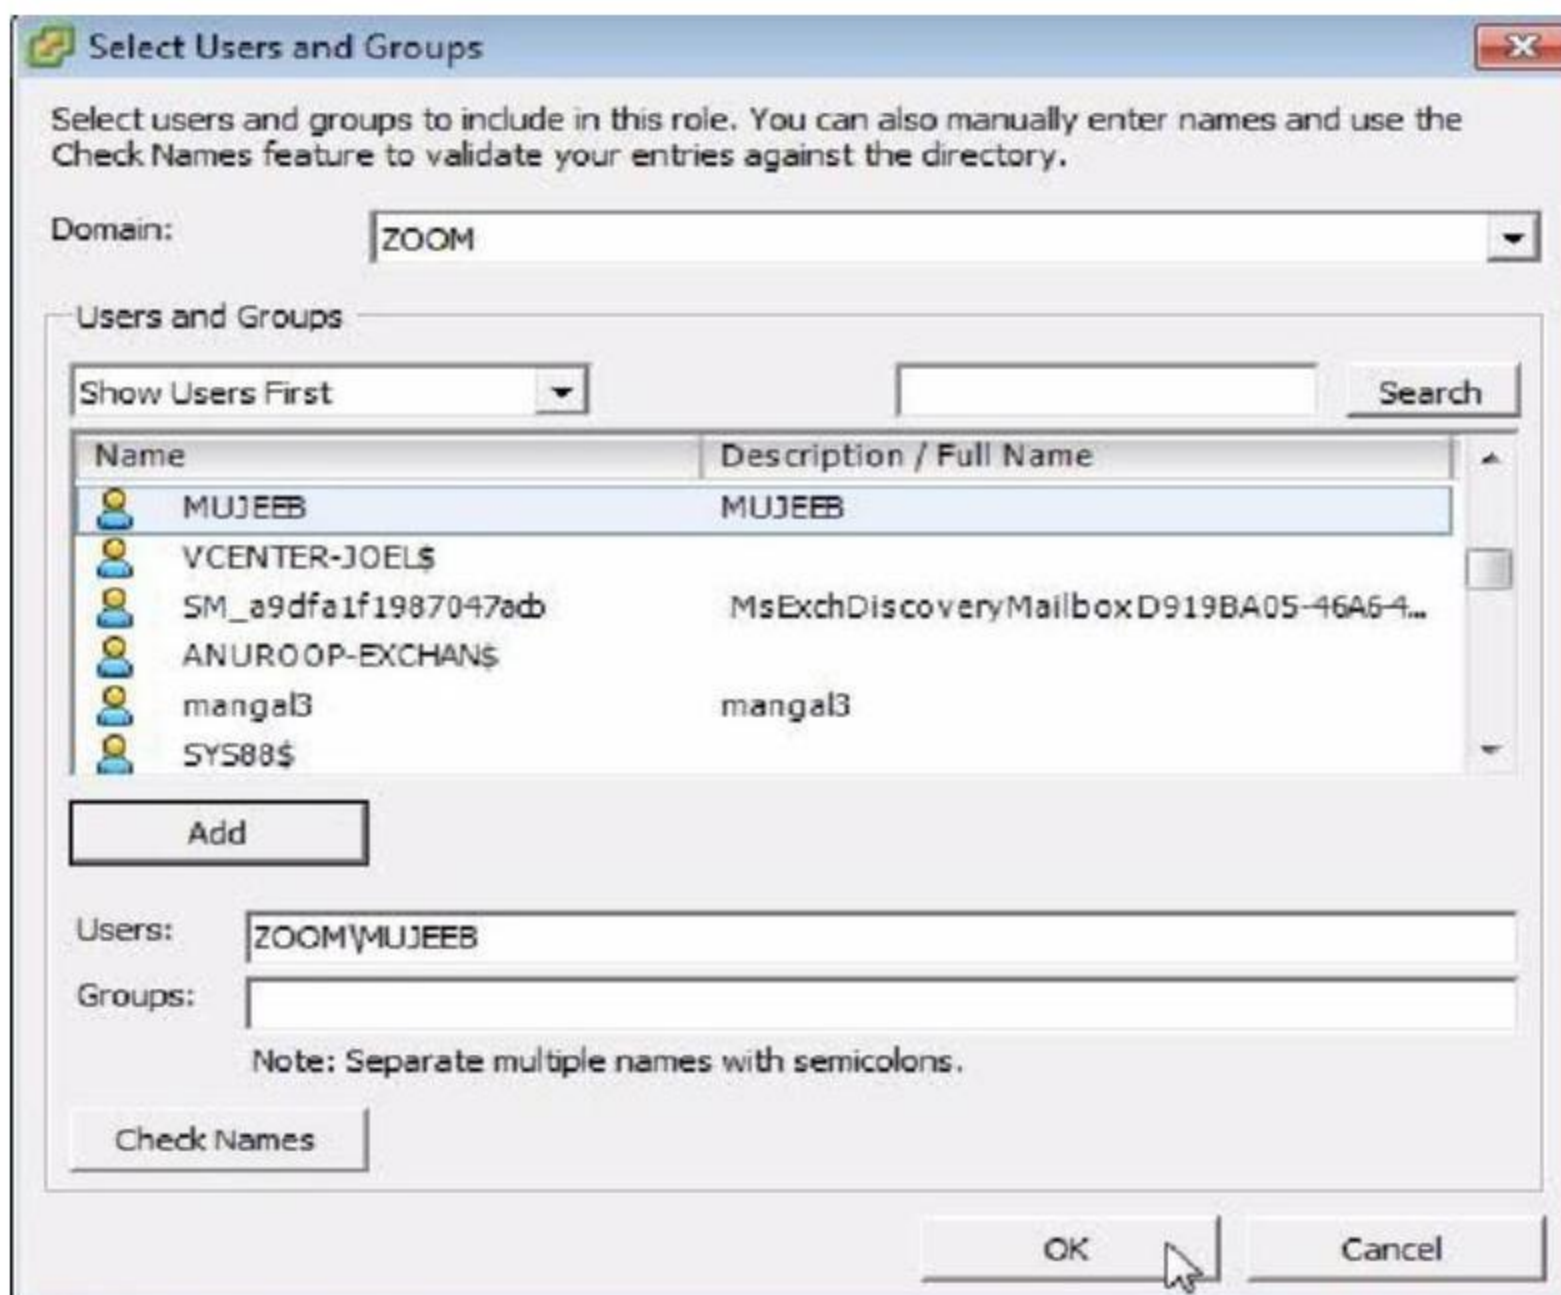 Select Users and Groups
Select users and groups to include in this role. You can also manually enter names and use the
Check Names feature to validate your entries against the directory.
Domain: ZOOM
Users and Groups
Show Users First Search
Name Description / Full Name
MUJEEB MUJEEB
VCENTER-JOEL$
SM_a9dfa1f1987047acb MsExchDiscoveryMailboxD919BA05-46A6-4...
ANUROOP-EXCHAN$
mangal3 mangal3
SYS88$
Add
Users: ZOOM\MUJEEB
Groups:
Note: Separate multiple names with semicolons.
Check Names
OK Cancel